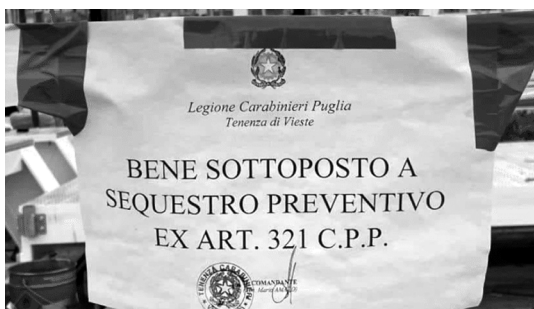 Legione Carabinieri Puglia
Tenenza di Vieste
BENE SOTTOPOSTO A
SEQUESTRO PREVENTIVO
EX ART. 321 C.P.P.
COMANDANTE